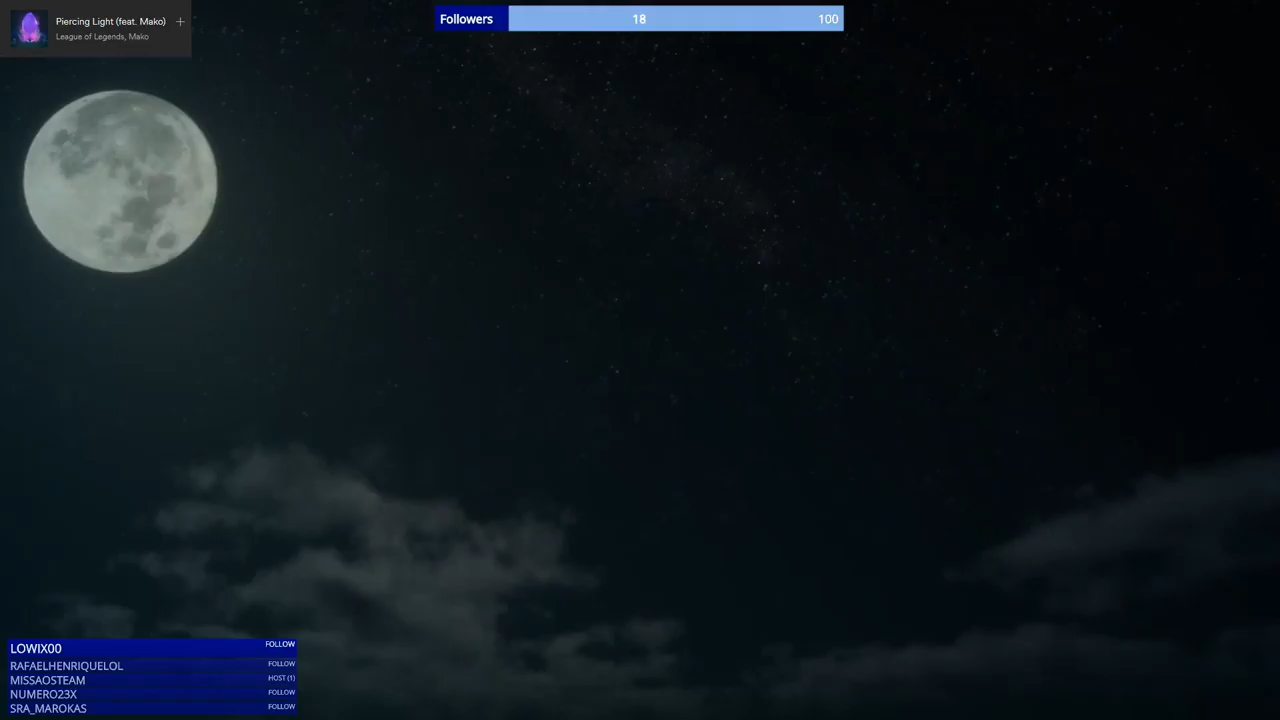 Piercing Light (feat. Mako)
League of Legends, Mako
Followers 18 100
LOWIX00 FOLLOW
RAFAELHENRIQUELOL FOLLOW
MISSAOSTEAM HOST (1)
NUMERO23X FOLLOW
SRA_MAROKAS FOLLOW